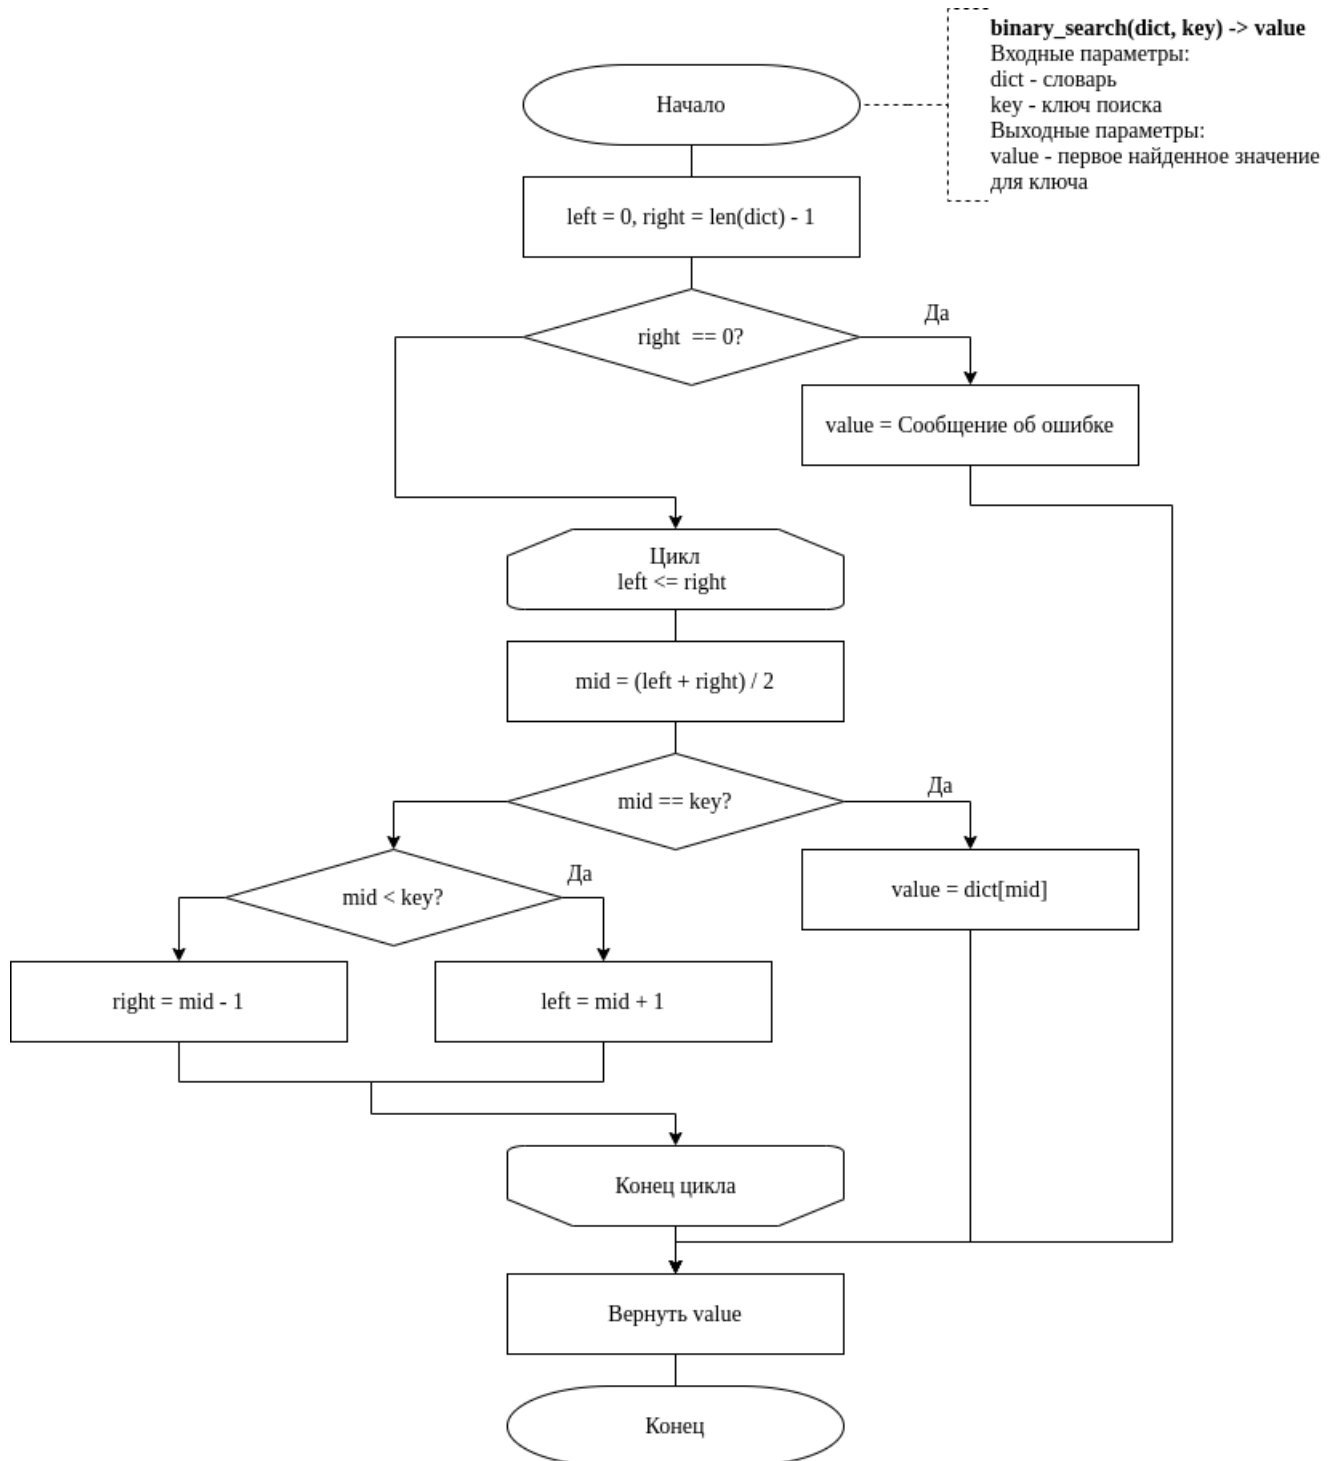 binary_search(dict, key) -> value
Входные параметры:
dict - словарь
key - ключ поиска
Выходные параметры:
value - первое найденное значение
для ключа
Начало
left = 0, right = len(dict) - 1
right == 0?
Да
value = Сообщение об ошибке
Цикл
left <= right
mid = (left + right) / 2
mid == key?
Да
value = dict[mid]
mid < key?
Да
right = mid - 1
left = mid + 1
Конец цикла
Вернуть value
Конец